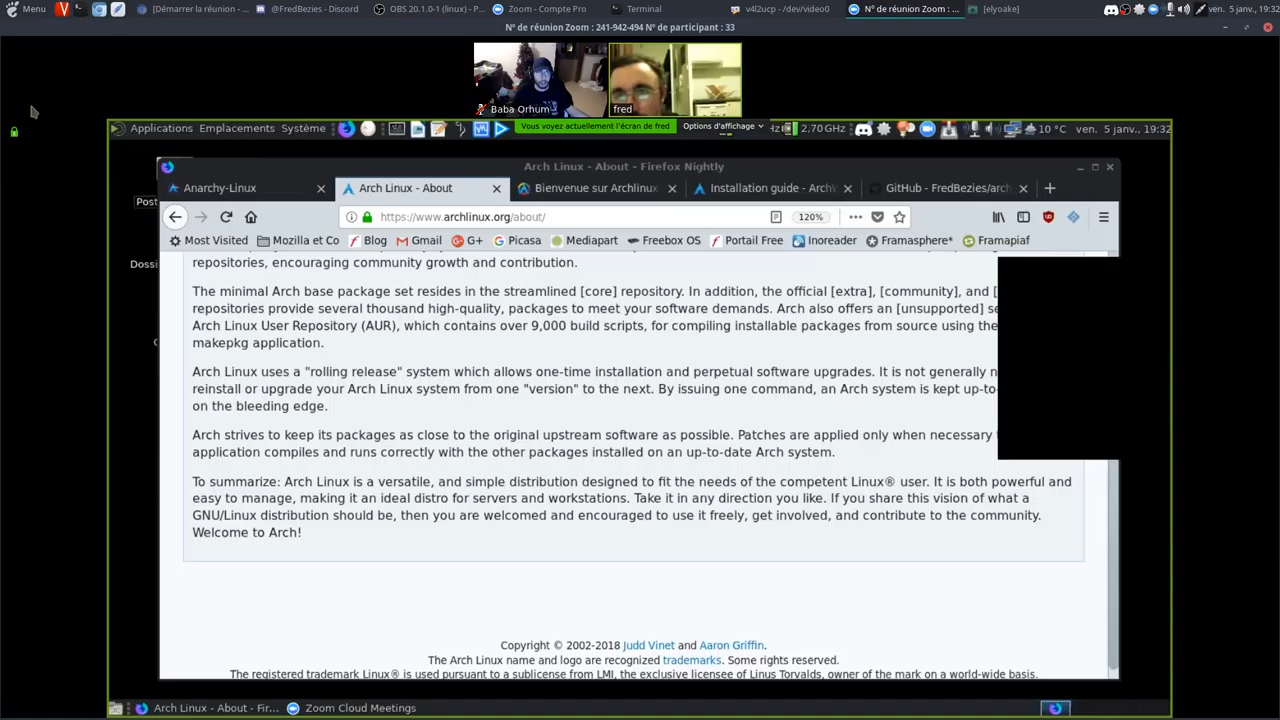 Menu
[Démarrer la réunion - ...
@FredBezies - Discord
OBS 20.1.0-1 (linux) - P...
Zoom - Compte Pro
Terminal
v4l2ucp - /dev/video0
N° de réunion Zoom : ...
[elyoake]
ven. 5 janv., 19:32
N° de réunion Zoom : 241-942-494 N° de participant : 33
Baba Orhum
fred
Applications Emplacements Système
Vous voyez actuellement l'écran de fred
Options d'affichage
Hz
2,70GHz
10 °C
ven. 5 janv., 19:32
Arch Linux - About - Firefox Nightly
Anarchy-Linux
Arch Linux - About
Bienvenue sur Archlinux
Installation guide - ArchW
GitHub - FredBezies/arch
Post
https://www.archlinux.org/about/
120%
Most Visited
Mozilla et Co
Blog
Gmail
G+
Picasa
Mediapart
Freebox OS
Portail Free
Inoreader
Framasphere*
Framapiaf
Dossi
repositories, encouraging community growth and contribution.
The minimal Arch base package set resides in the streamlined [core] repository. In addition, the official [extra], [community], and [
repositories provide several thousand high-quality, packages to meet your software demands. Arch also offers an [unsupported] se
Arch Linux User Repository (AUR), which contains over 9,000 build scripts, for compiling installable packages from source using the
makepkg application.
Arch Linux uses a "rolling release" system which allows one-time installation and perpetual software upgrades. It is not generally n
reinstall or upgrade your Arch Linux system from one "version" to the next. By issuing one command, an Arch system is kept up-to-
on the bleeding edge.
Arch strives to keep its packages as close to the original upstream software as possible. Patches are applied only when necessary
application compiles and runs correctly with the other packages installed on an up-to-date Arch system.
To summarize: Arch Linux is a versatile, and simple distribution designed to fit the needs of the competent Linux® user. It is both powerful and
easy to manage, making it an ideal distro for servers and workstations. Take it in any direction you like. If you share this vision of what a
GNU/Linux distribution should be, then you are welcomed and encouraged to use it freely, get involved, and contribute to the community.
Welcome to Arch!
Copyright © 2002-2018 Judd Vinet and Aaron Griffin.
The Arch Linux name and logo are recognized trademarks. Some rights reserved.
The registered trademark Linux® is used pursuant to a sublicense from LMI, the exclusive licensee of Linus Torvalds, owner of the mark on a world-wide basis.
Arch Linux - About - Fir...
Zoom Cloud Meetings